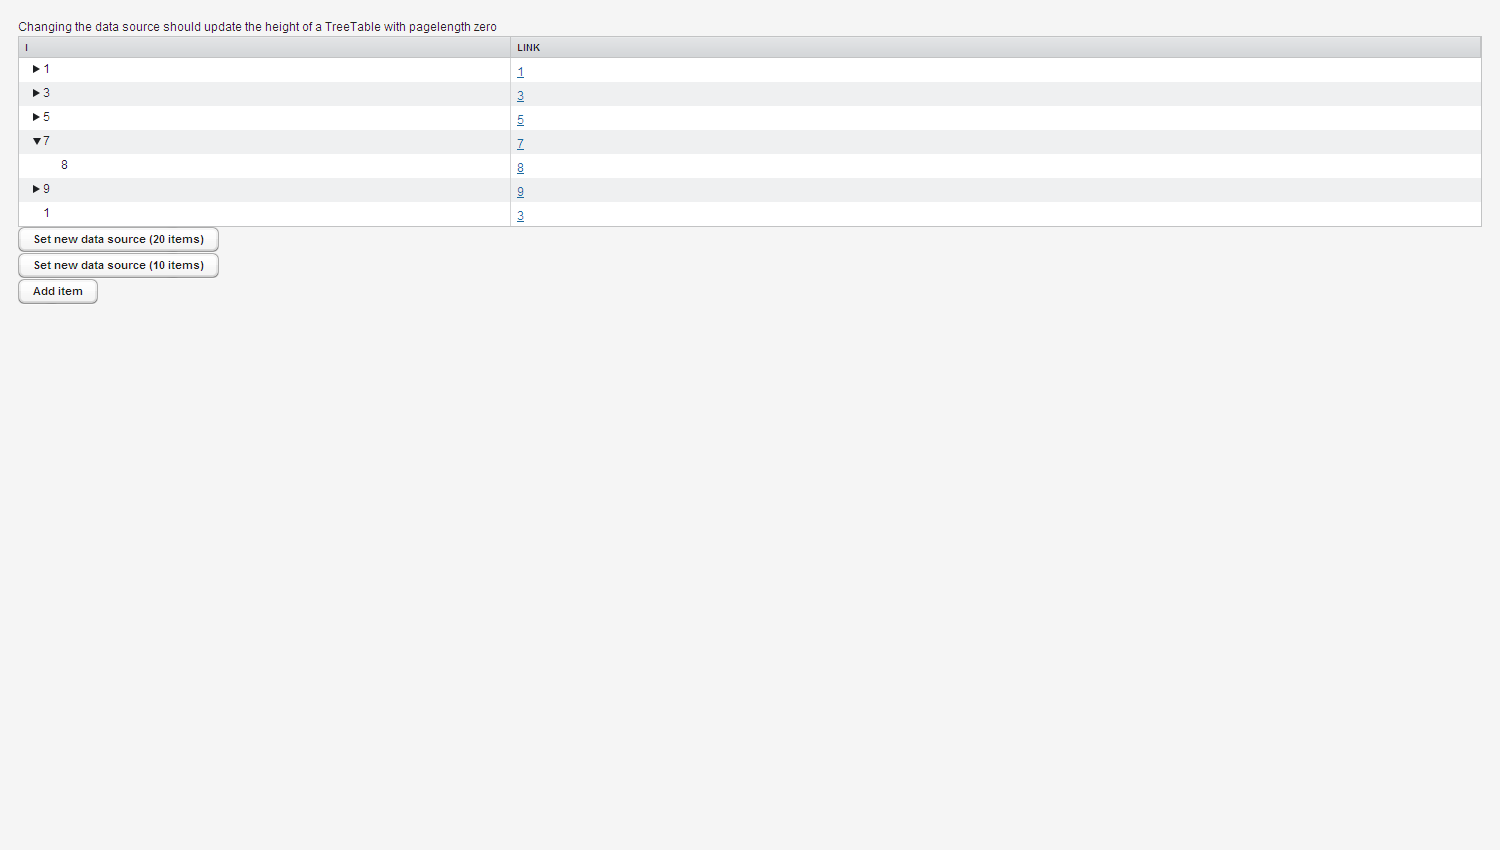 Changing the data source should update the height of a TreeTable with pagelength zero
I LINK
1 1
3 3
5 5
7 7
8 8
9 9
1 3
Set new data source (20 items)
Set new data source (10 items)
Add item